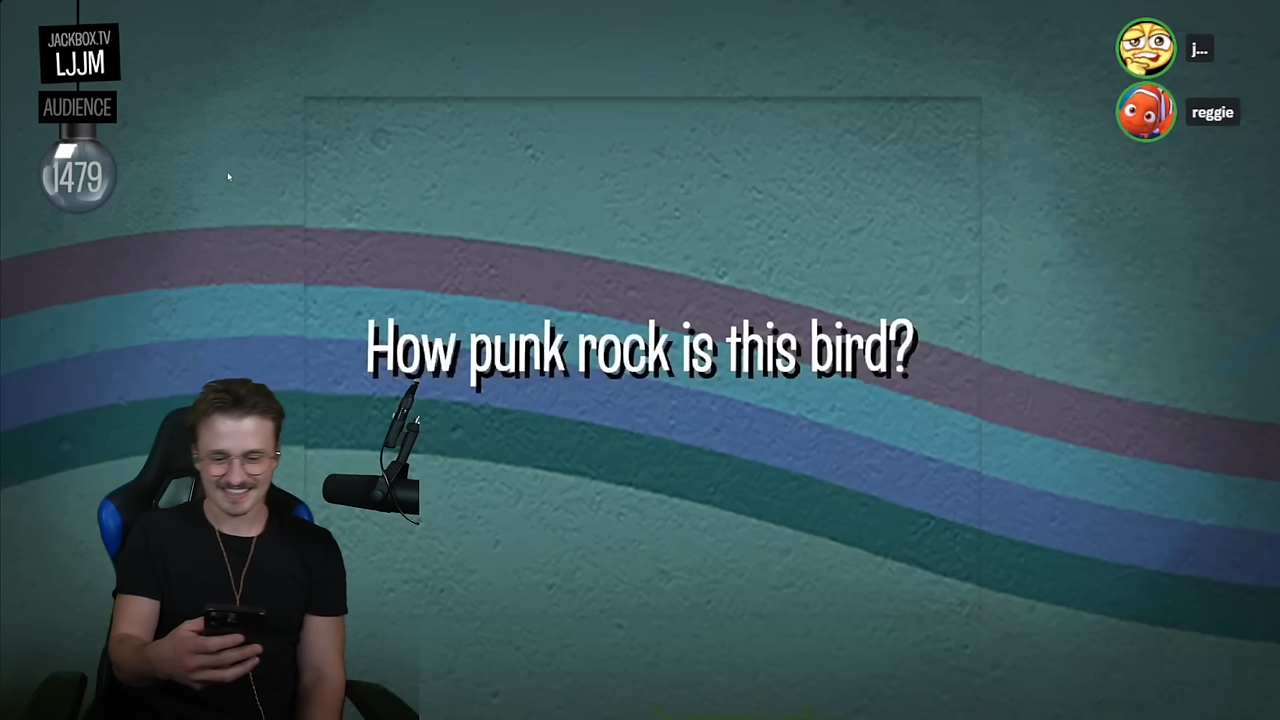 JACKBOX.TV
LJJM
AUDIENCE
1479
j...
reggie
How punk rock is this bird?